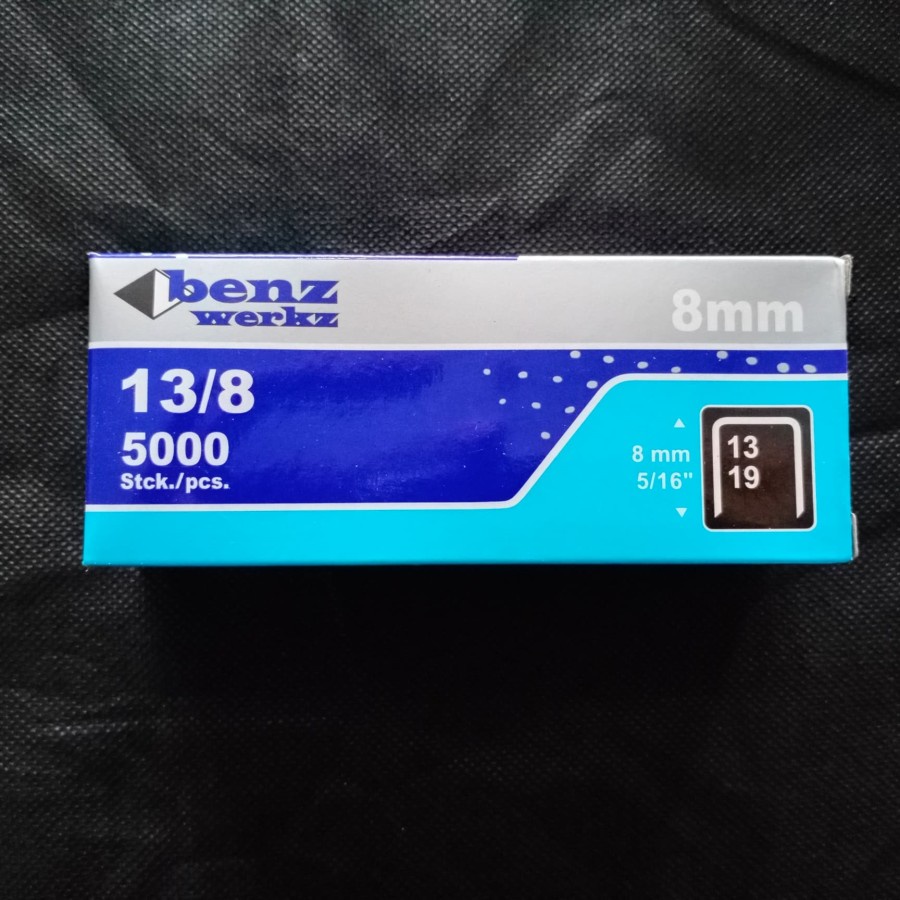 benz
werkz
8mm
13/8
5000
Stck./pcs.
8 mm
5/16"
13
19